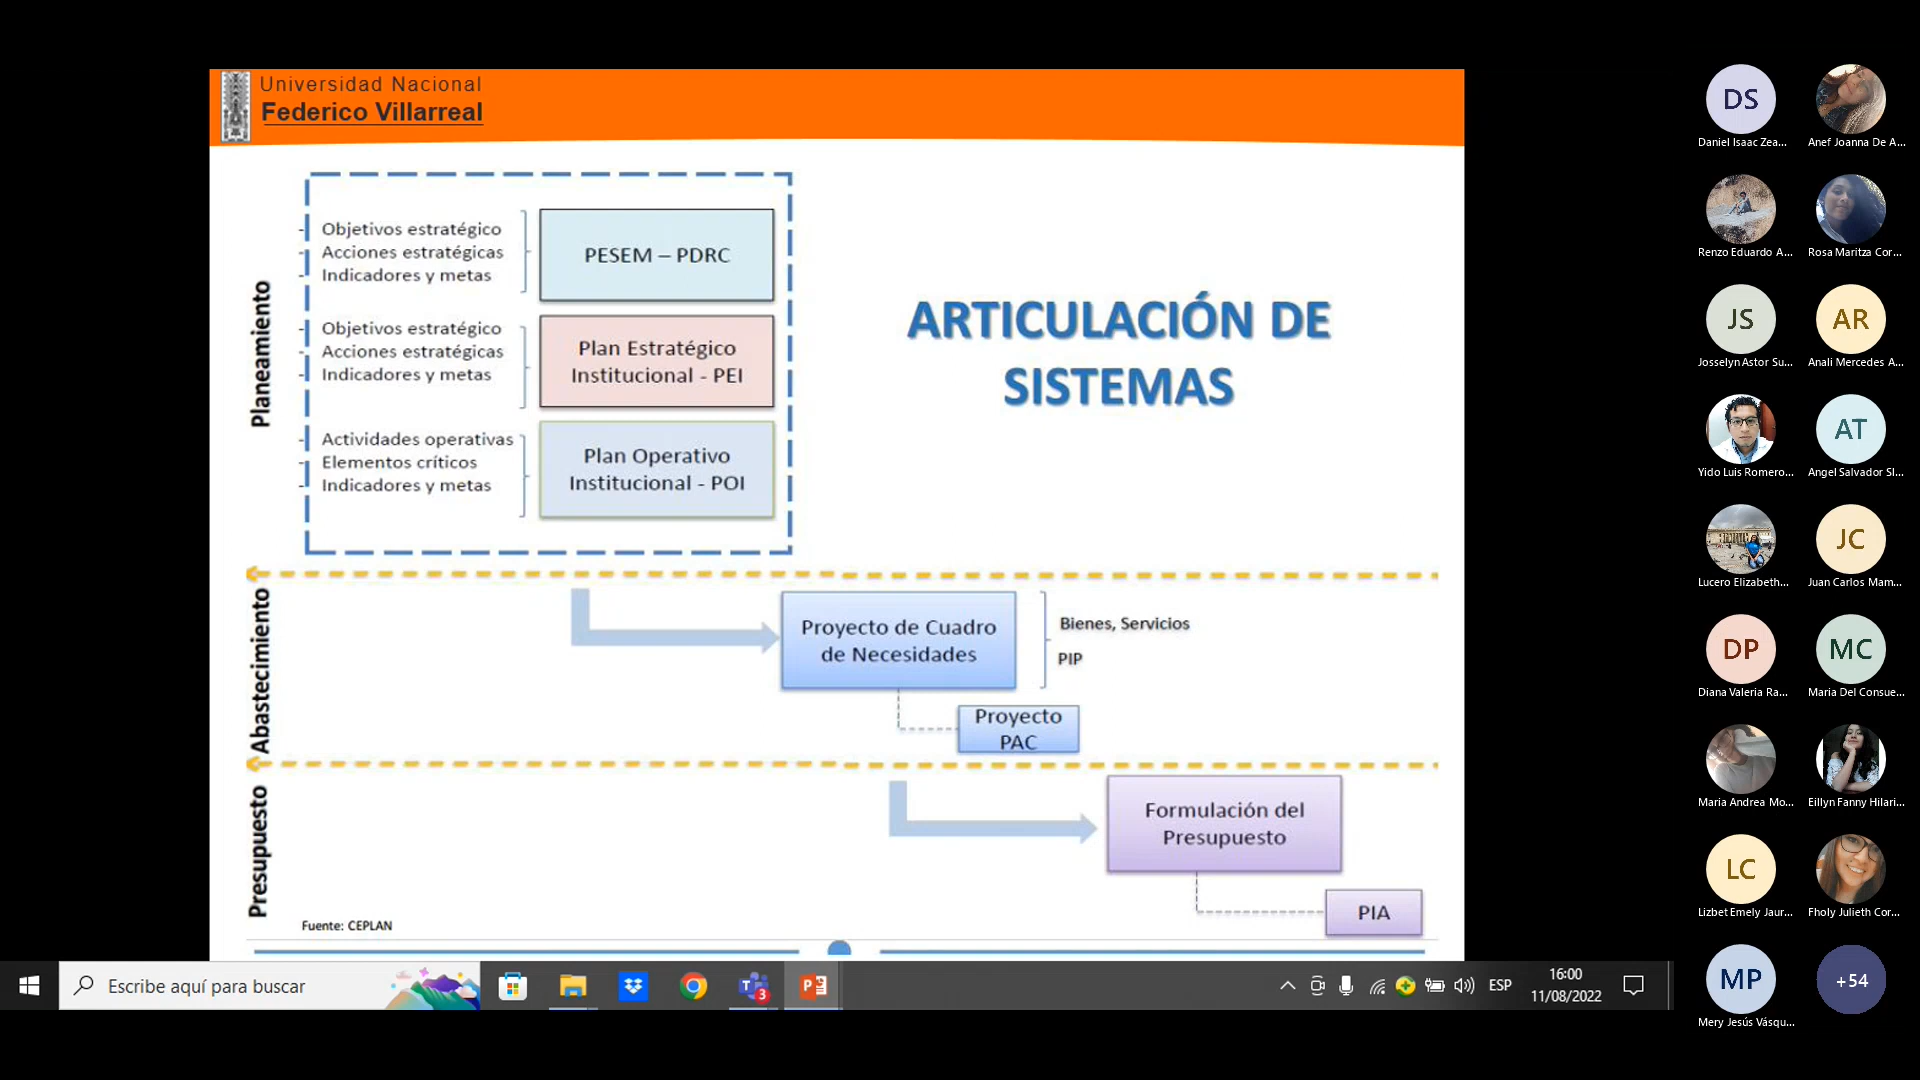 Universidad Nacional
Federico Villarreal
Planeamiento
- Objetivos estratégico
- Acciones estratégicas
- Indicadores y metas
PESEM – PDRC
- Objetivos estratégico
- Acciones estratégicas
- Indicadores y metas
Plan Estratégico
Institucional - PEI
- Actividades operativas
- Elementos críticos
- Indicadores y metas
Plan Operativo
Institucional - POI
ARTICULACIÓN DE
SISTEMAS
Abastecimiento
Proyecto de Cuadro
de Necesidades
Bienes, Servicios
PIP
Proyecto
PAC
Presupuesto
Formulación del
Presupuesto
PIA
Fuente: CEPLAN
Escribe aquí para buscar
3
ESP
16:00
11/08/2022
DS
Daniel Isaac Zea...
Anef Joanna De A...
Renzo Eduardo A...
Rosa Maritza Cor...
JS
Josselyn Astor Su...
AR
Anali Mercedes A...
Yido Luis Romero...
AT
Angel Salvador Sl...
Lucero Elizabeth...
JC
Juan Carlos Mam...
DP
Diana Valeria Ra...
MC
Maria Del Consue...
Maria Andrea Mo...
Eillyn Fanny Hilari...
LC
Lizbet Emely Jaur...
Fholy Julieth Cor...
MP
Mery Jesús Vásqu...
+54